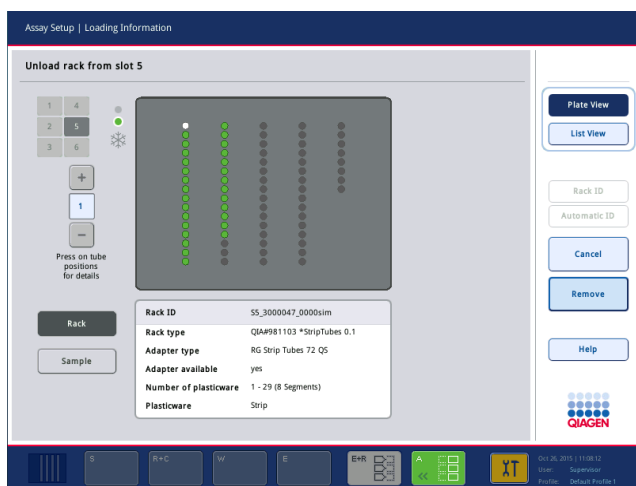 Assay Setup | Loading Information
Unload rack from slot 5
1 4
2 5
3 6
+
1
−
Press on tube
positions
for details
Rack
Sample
Rack ID S5_3000047_0000sim
Rack type QIA#981103 *StripTubes 0.1
Adapter type RG Strip Tubes 72 QS
Adapter available yes
Number of plasticware 1 - 29 (8 Segments)
Plasticware Strip
Plate View
List View
Rack ID
Automatic ID
Cancel
Remove
Help
QIAGEN
S R+C W E E+R A
Oct 26, 2015 | 11:08:12
User: Supervisor
Profile: Default Profile 1